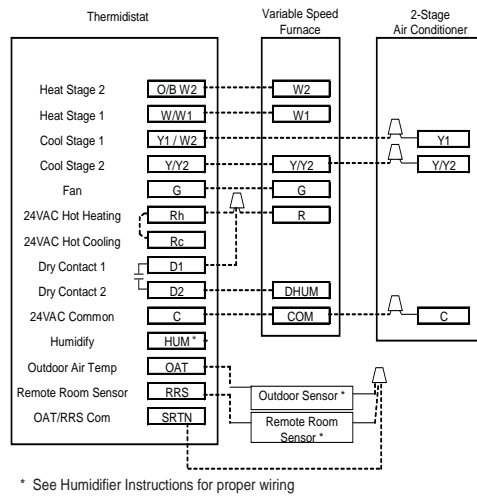 Thermidistat
Variable Speed
Furnace
2-Stage
Air Conditioner
Heat Stage 2 O/B W2 W2
Heat Stage 1 W/W1 W1
Cool Stage 1 Y1 / W2 Y1
Cool Stage 2 Y/Y2 Y/Y2 Y/Y2
Fan G G
24VAC Hot Heating Rh R
24VAC Hot Cooling Rc
Dry Contact 1 D1
Dry Contact 2 D2 DHUM
24VAC Common C COM C
Humidify HUM *
Outdoor Air Temp OAT
Outdoor Sensor *
Remote Room Sensor RRS
Remote Room
Sensor *
OAT/RRS Com SRTN
* See Humidifier Instructions for proper wiring